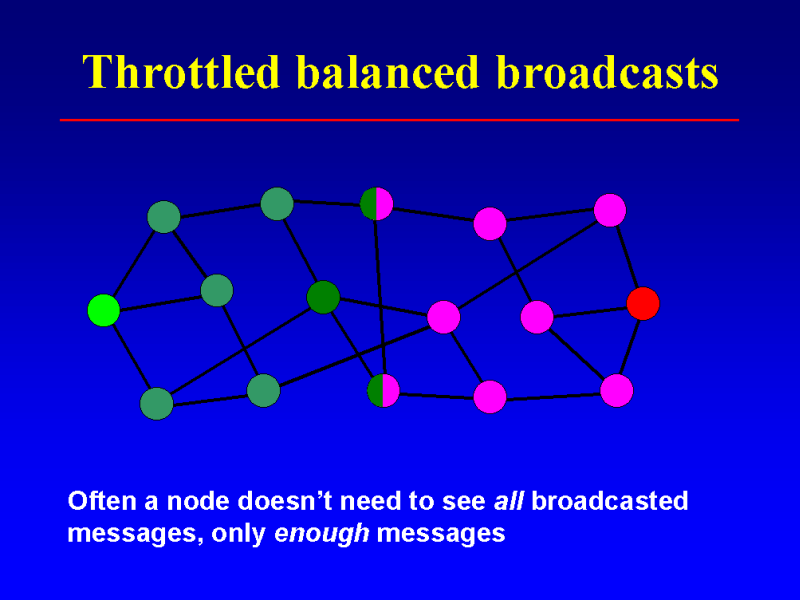 Throttled balanced broadcasts
Often a node doesn’t need to see all broadcasted
messages, only enough messages